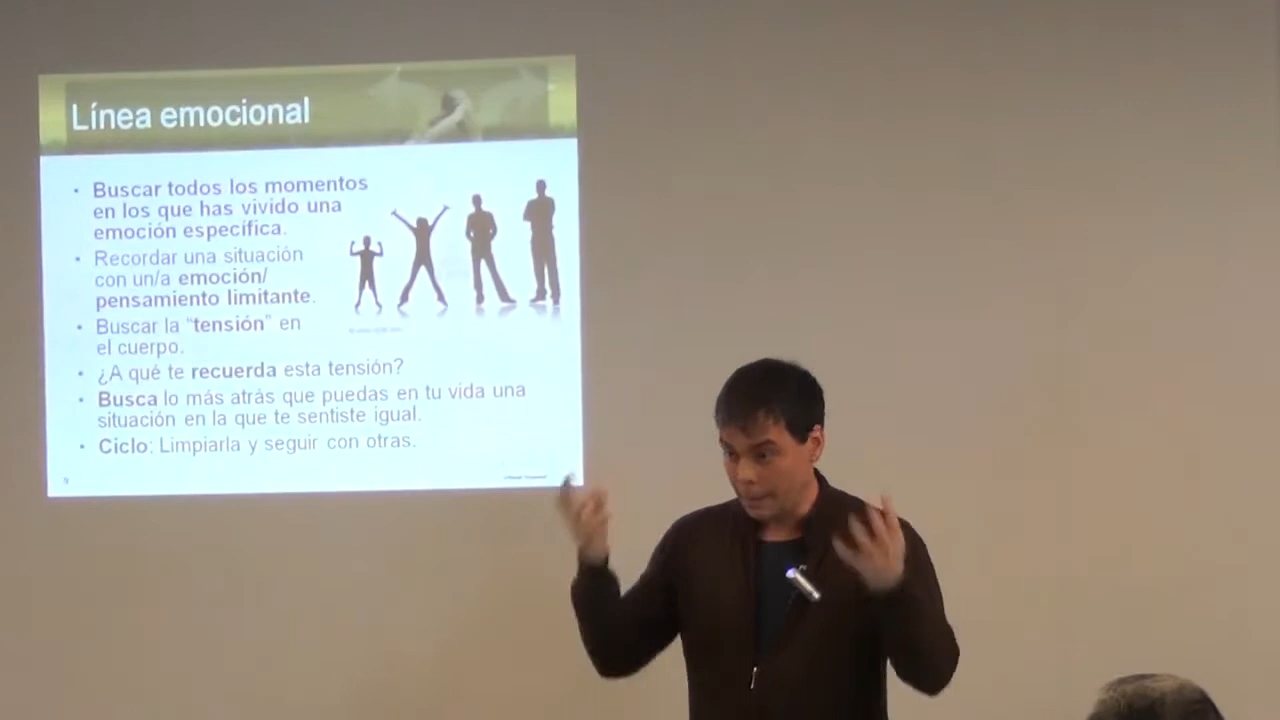 Línea emocional
• Buscar todos los momentos
en los que has vivido una
emoción específica.
• Recordar una situación
con un/a emoción/
pensamiento limitante.
• Buscar la “tensión” en
el cuerpo.
• ¿A qué te recuerda esta tensión?
• Busca lo más atrás que puedas en tu vida una
situación en la que te sentiste igual.
• Ciclo: Limpiarla y seguir con otras.